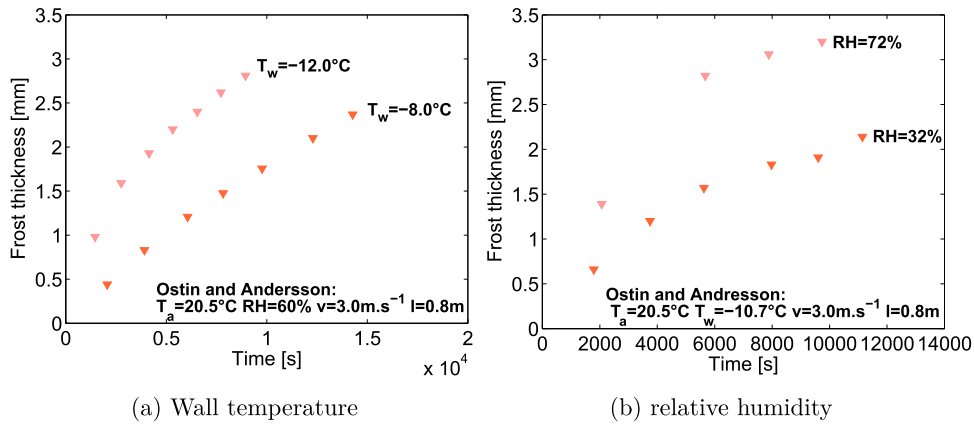 3.5
3
2.5
2
1.5
1
0.5
0
Frost thickness [mm]
T_w=−12.0°C
T_w=−8.0°C
Ostin and Andersson:
T_a=20.5°C RH=60% v=3.0m.s⁻¹ l=0.8m
0 0.5 1 1.5 2
Time [s]
x 10⁴
(a) Wall temperature
3.5
3
2.5
2
1.5
1
0.5
0
Frost thickness [mm]
RH=72%
RH=32%
Ostin and Andresson:
T_a=20.5°C T_w=−10.7°C v=3.0m.s⁻¹ l=0.8m
0 2000 4000 6000 8000 10000 12000 14000
Time [s]
(b) relative humidity